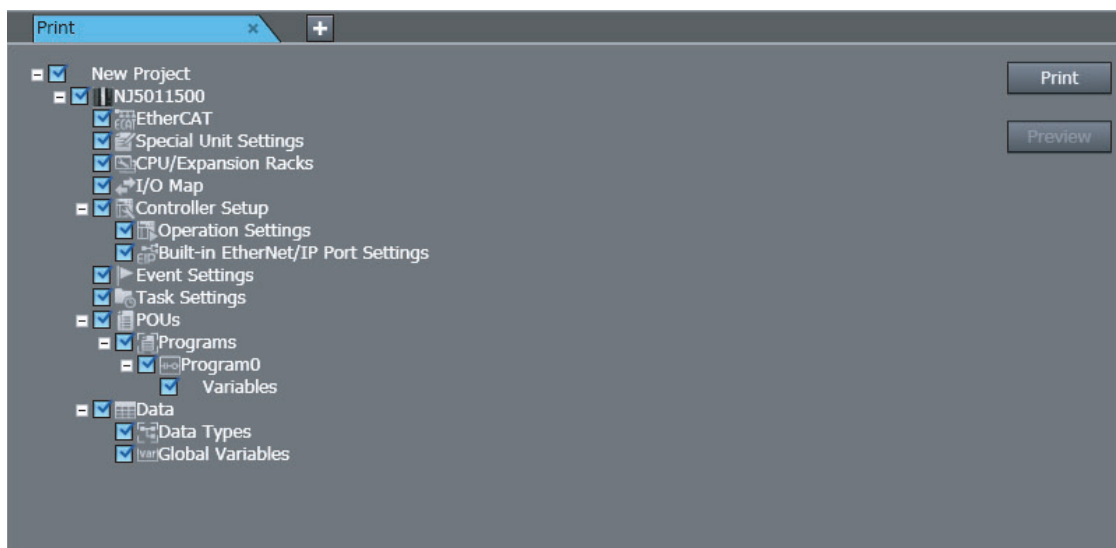 Print
New Project
Print
NJ5011500
EtherCAT
Special Unit Settings
Preview
CPU/Expansion Racks
I/O Map
Controller Setup
Operation Settings
Built-in EtherNet/IP Port Settings
Event Settings
Task Settings
POUs
Programs
Program0
Variables
Data
Data Types
Global Variables